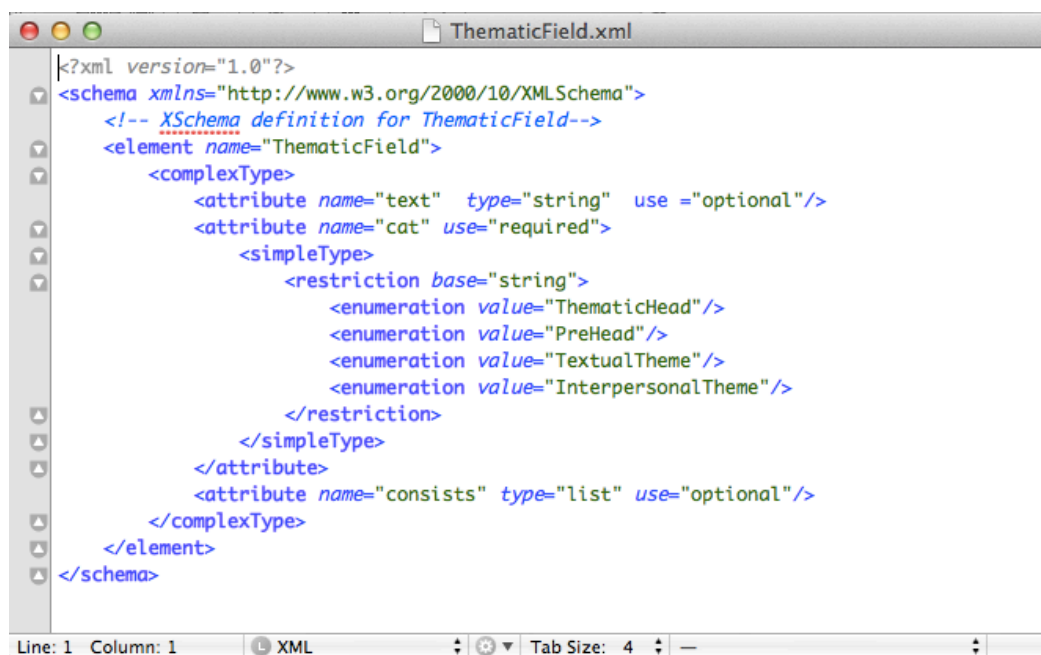 ThematicField.xml
<?xml version="1.0"?>
<schema xmlns="http://www.w3.org/2000/10/XMLSchema">
<!-- XSchema definition for ThematicField-->
<element name="ThematicField">
<complexType>
<attribute name="text"  type="string"  use ="optional"/>
<attribute name="cat" use="required">
<simpleType>
<restriction base="string">
<enumeration value="ThematicHead"/>
<enumeration value="PreHead"/>
<enumeration value="TextualTheme"/>
<enumeration value="InterpersonalTheme"/>
</restriction>
</simpleType>
</attribute>
<attribute name="consists" type="list" use="optional"/>
</complexType>
</element>
</schema>
Line: 1 Column: 1 L XML Tab Size: 4 —